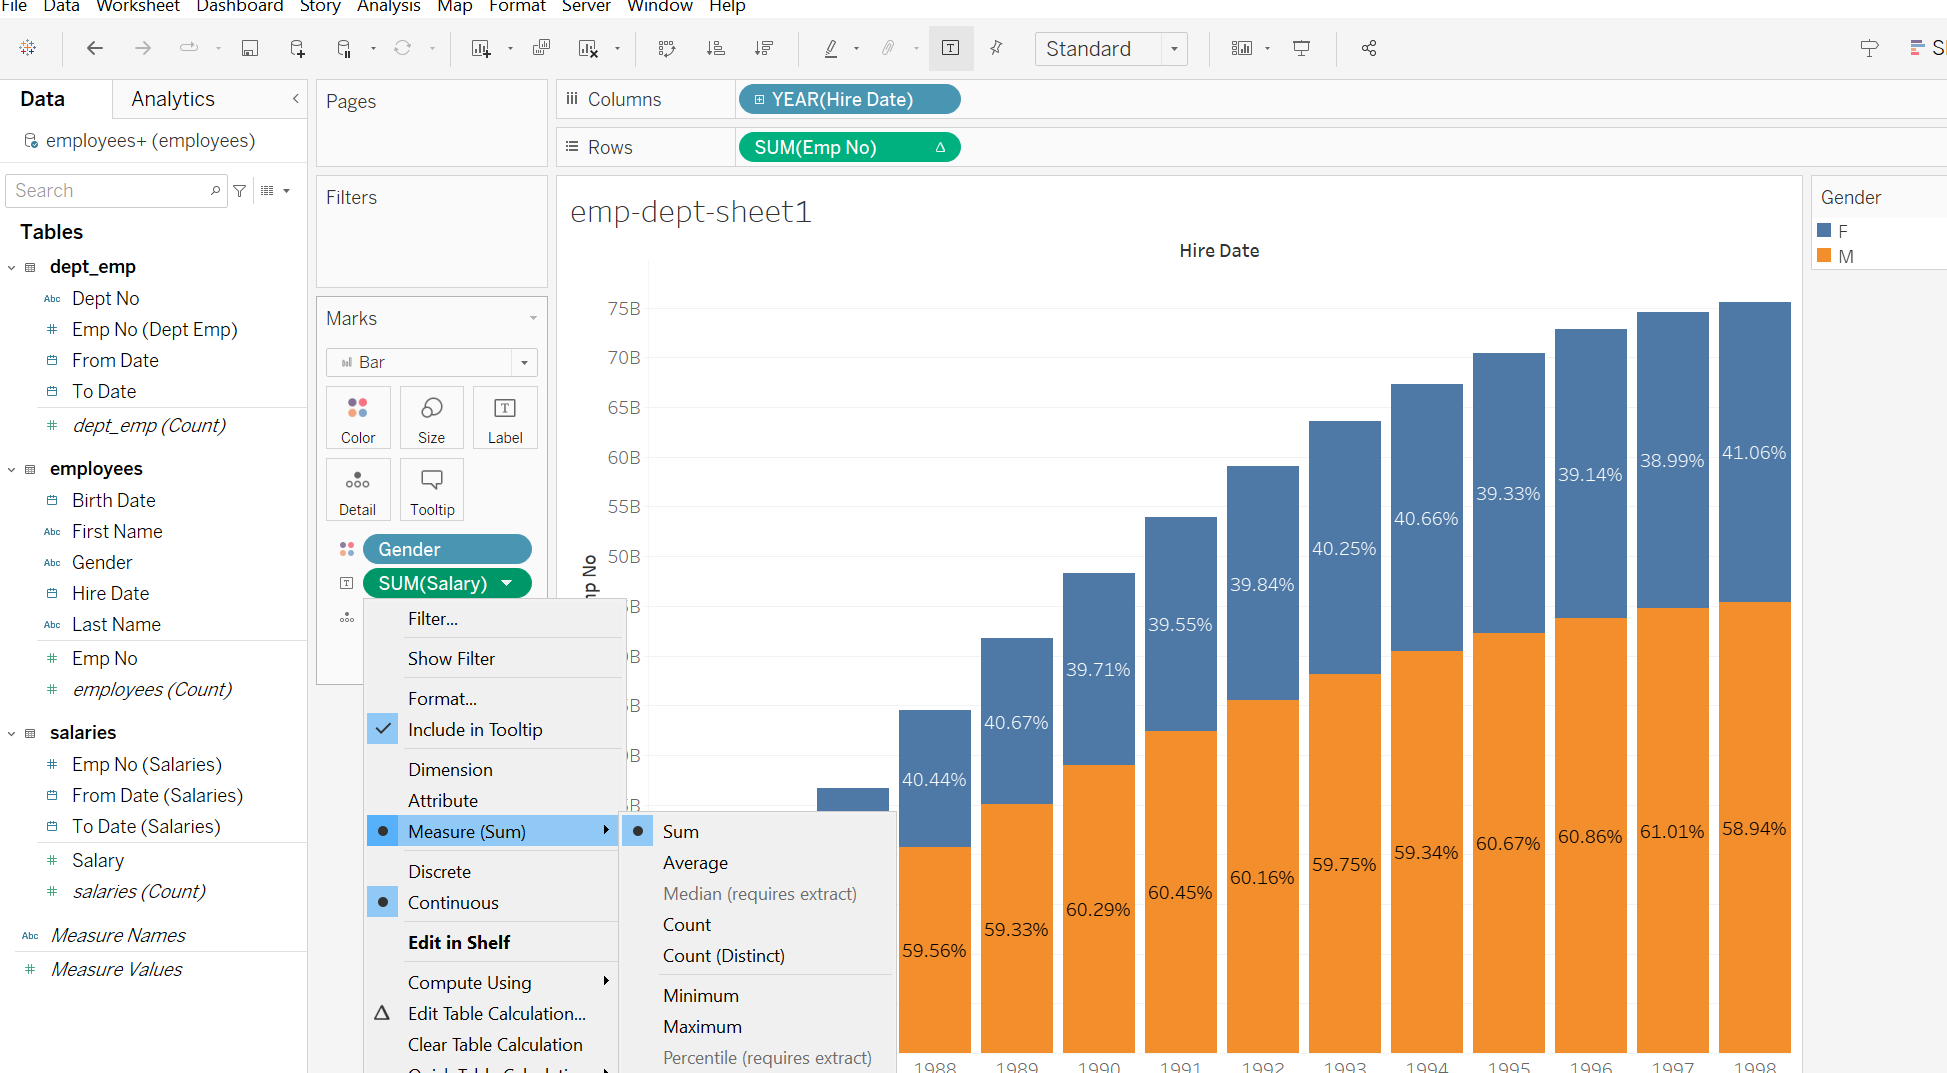 File Data Worksheet Dashboard Story Analysis Map Format Server Window Help
Standard
Data Analytics
employees+ (employees)
Search
Tables
dept_emp
Abc Dept No
# Emp No (Dept Emp)
From Date
To Date
# dept_emp (Count)
employees
Birth Date
Abc First Name
Abc Gender
Hire Date
Abc Last Name
# Emp No
# employees (Count)
salaries
# Emp No (Salaries)
From Date (Salaries)
To Date (Salaries)
# Salary
# salaries (Count)
Abc Measure Names
# Measure Values
Pages
Filters
Marks
Bar
Color Size Label
Detail Tooltip
Gender
SUM(Salary)
Filter...
Show Filter
Format...
Include in Tooltip
Dimension
Attribute
Measure (Sum)
Discrete
Continuous
Edit in Shelf
Compute Using
Edit Table Calculation...
Clear Table Calculation
Sum
Average
Median (requires extract)
Count
Count (Distinct)
Minimum
Maximum
Percentile (requires extract)
Columns YEAR(Hire Date)
Rows SUM(Emp No) Δ
emp-dept-sheet1
Hire Date
75B
70B
65B
60B
55B
50B
No
40.44% 40.67% 39.71% 39.55% 39.84% 40.25% 40.66% 39.33% 39.14% 38.99% 41.06%
59.56% 59.33% 60.29% 60.45% 60.16% 59.75% 59.34% 60.67% 60.86% 61.01% 58.94%
1988 1989 1990 1991 1992 1993 1994 1995 1996 1997 1998
Gender
F
M